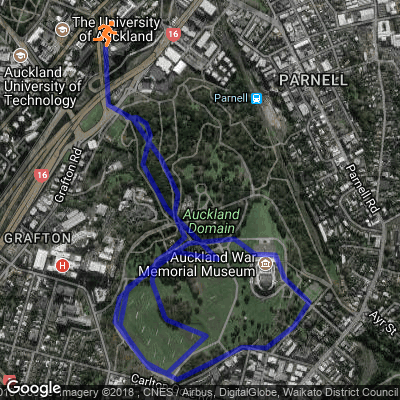 The University
of Auckland
16
PARNELL
Auckland
University of
Technology
Parnell
16
Grafton Rd
Parnell Rd
Auckland
Domain
GRAFTON
Auckland War
Memorial Museum
H
Ayr St
Carlton
Google
Imagery ©2018 , CNES / Airbus, DigitalGlobe, Waikato District Council